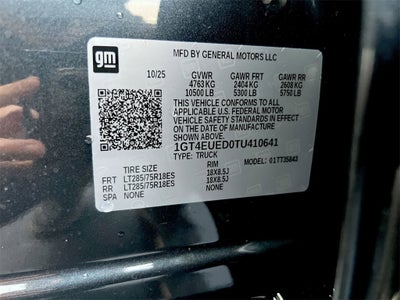 gm
MFD BY GENERAL MOTORS LLC
10/25 GVWR GAWR FRT GAWR RR
4763 KG 2404 KG 2608 KG
10500 LB 5300 LB 5750 LB
THIS VEHICLE CONFORMS TO ALL
APPLICABLE U.S. FEDERAL MOTOR
VEHICLE SAFETY STANDARDS IN EFFECT
ON THE DATE OF MANUFACTURE SHOWN ABOVE.
1GT4EUED0TU410641
TYPE: TRUCK MODEL: 01TT35843
TIRE SIZE RIM
FRT LT285/75R18ES 18X8.5J
RR LT285/75R18ES 18X8.5J
SPA NONE NONE